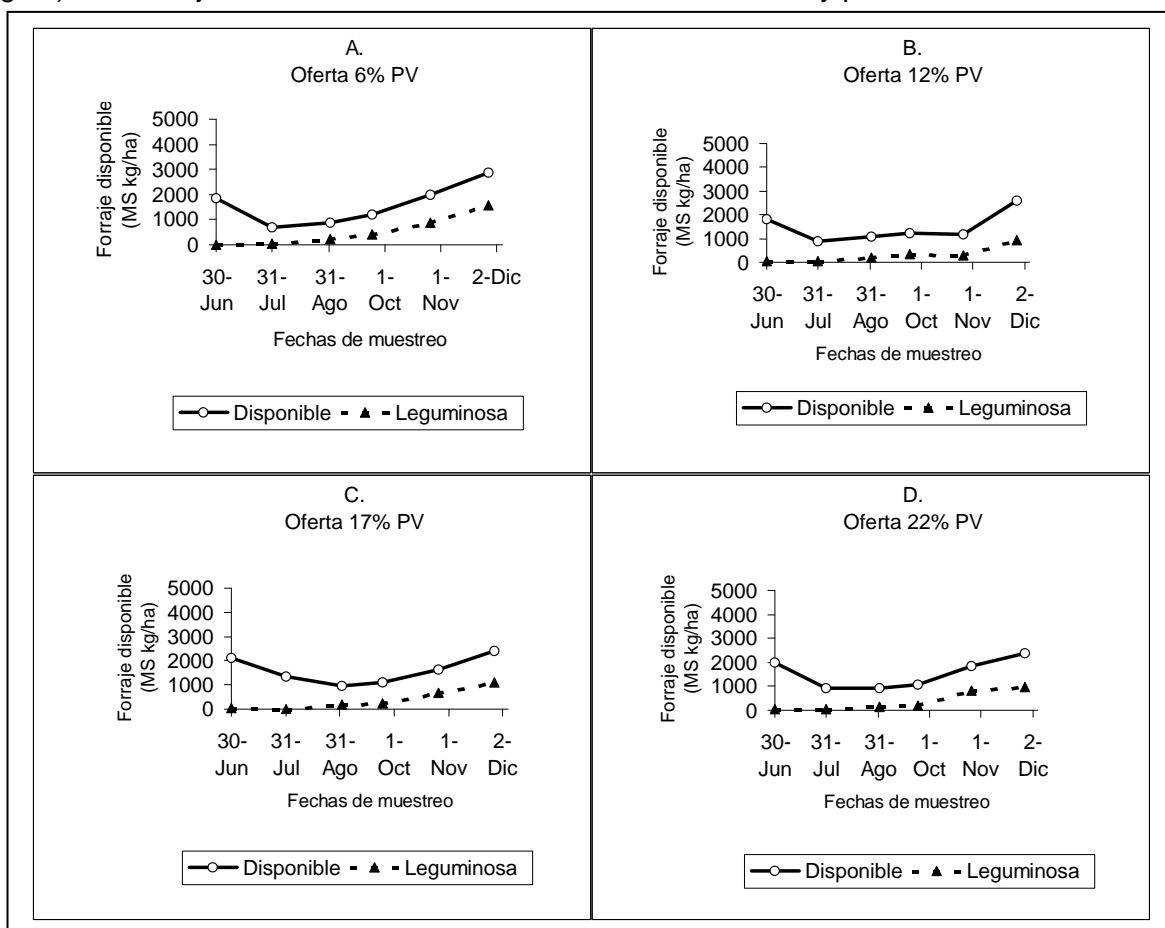 A.
Oferta 6% PV
5000
4000
3000
2000
1000
0
Forraje disponible
(MS kg/ha)
30- 31- 31- 1- 1- 2-Dic
Jun Jul Ago Oct Nov
Fechas de muestreo
Disponible Leguminosa
B.
Oferta 12% PV
5000
4000
3000
2000
1000
0
Forraje disponible
(MS kg/ha)
30- 31- 31- 1- 1- 2-
Jun Jul Ago Oct Nov Dic
Fechas de muestreo
Disponible Leguminosa
C.
Oferta 17% PV
5000
4000
3000
2000
1000
0
Forraje disponible
(MS kg/ha)
30- 31- 31- 1- 1- 2-
Jun Jul Ago Oct Nov Dic
Fechas de muestreo
Disponible Leguminosa
D.
Oferta 22% PV
5000
4000
3000
2000
1000
0
Forraje disponible
(MS kg/ha)
30- 31- 31- 1- 1- 2-
Jun Jul Ago Oct Nov Dic
Fechas de muestreo
Disponible Leguminosa